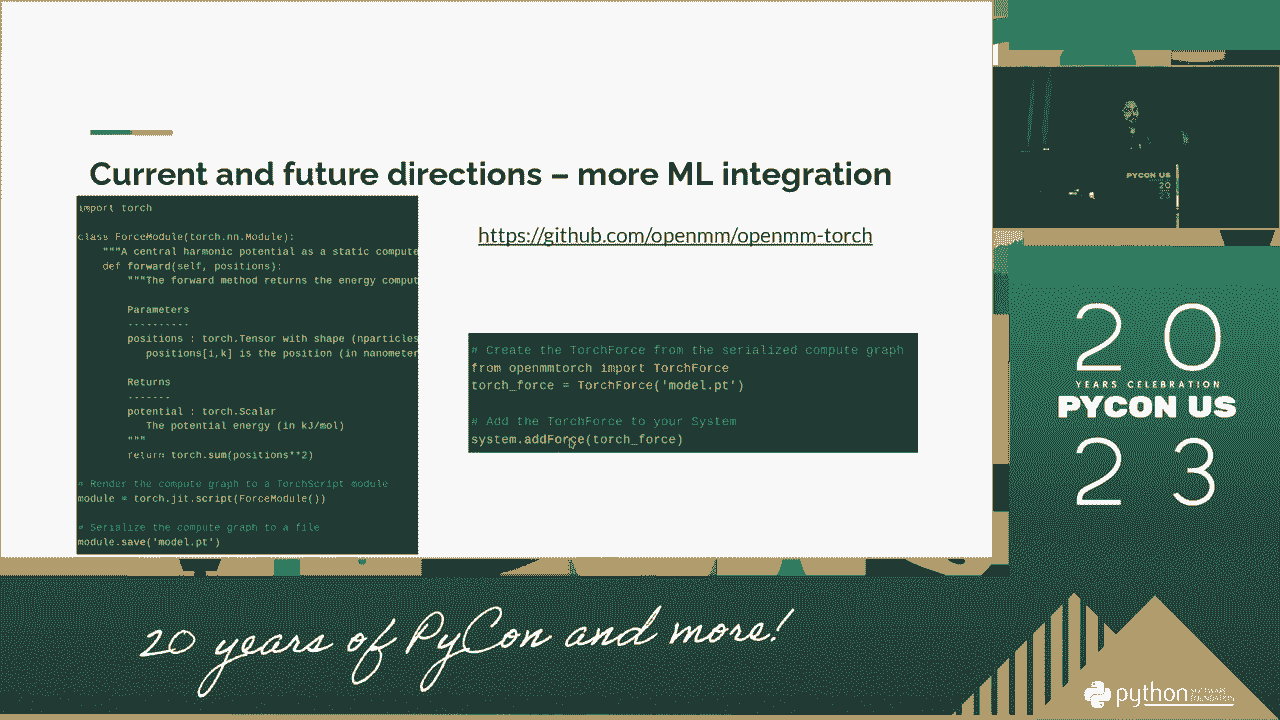 Current and future directions – more ML integration
import torch
class ForceModule(torch.nn.Module):
"""A central harmonic potential as a static compute
def forward(self, positions):
"""The forward method returns the energy comput
Parameters
----------
positions : torch.Tensor with shape (nparticles
positions[i,k] is the position (in nanometer
Returns
-------
potential : torch.Scalar
The potential energy (in kJ/mol)
"""
return torch.sum(positions**2)
# Render the compute graph to a TorchScript module
module = torch.jit.script(ForceModule())
# Serialize the compute graph to a file
module.save('model.pt')
https://github.com/openmm/openmm-torch
# Create the TorchForce from the serialized compute graph
from openmmtorch import TorchForce
torch_force = TorchForce('model.pt')
# Add the TorchForce to your System
system.addForce(torch_force)
PYCON US
20
23
20
YEARS CELEBRATION
PYCON US
23
20 years of PyCon and more!
python
SOFTWARE
FOUNDATION